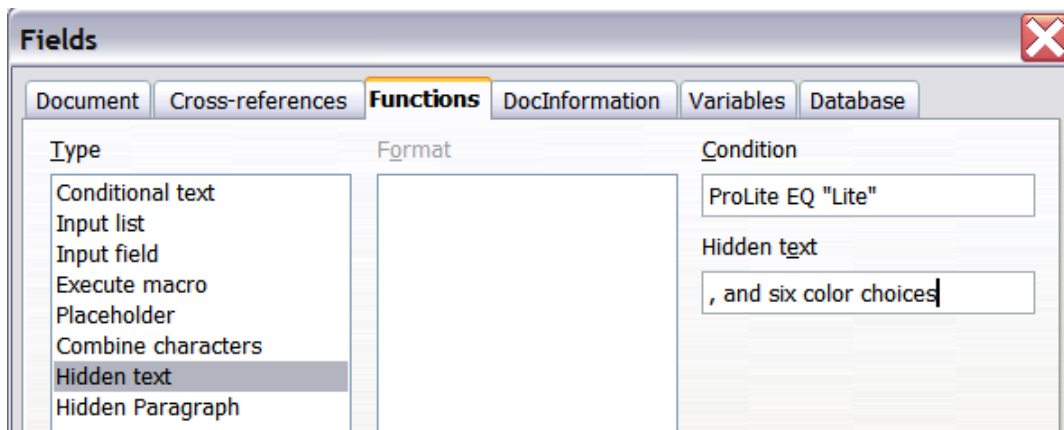 Fields
Document Cross-references Functions DocInformation Variables Database
Type
Conditional text
Input list
Input field
Execute macro
Placeholder
Combine characters
Hidden text
Hidden Paragraph
Format
Condition
ProLite EQ "Lite"
Hidden text
, and six color choices